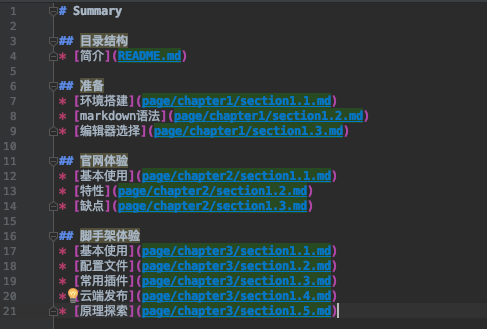 1 # Summary
2
3 ## 目录结构
4 * [简介](README.md)
5
6 ## 准备
7 * [环境搭建](page/chapter1/section1.1.md)
8 * [markdown语法](page/chapter1/section1.2.md)
9 * [编辑器选择](page/chapter1/section1.3.md)
10
11 ## 官网体验
12 * [基本使用](page/chapter2/section1.1.md)
13 * [特性](page/chapter2/section1.2.md)
14 * [缺点](page/chapter2/section1.3.md)
15
16 ## 脚手架体验
17 * [基本使用](page/chapter3/section1.1.md)
18 * [配置文件](page/chapter3/section1.2.md)
19 * [常用插件](page/chapter3/section1.3.md)
20 * [云端发布](page/chapter3/section1.4.md)
21 * [原理探索](page/chapter3/section1.5.md)